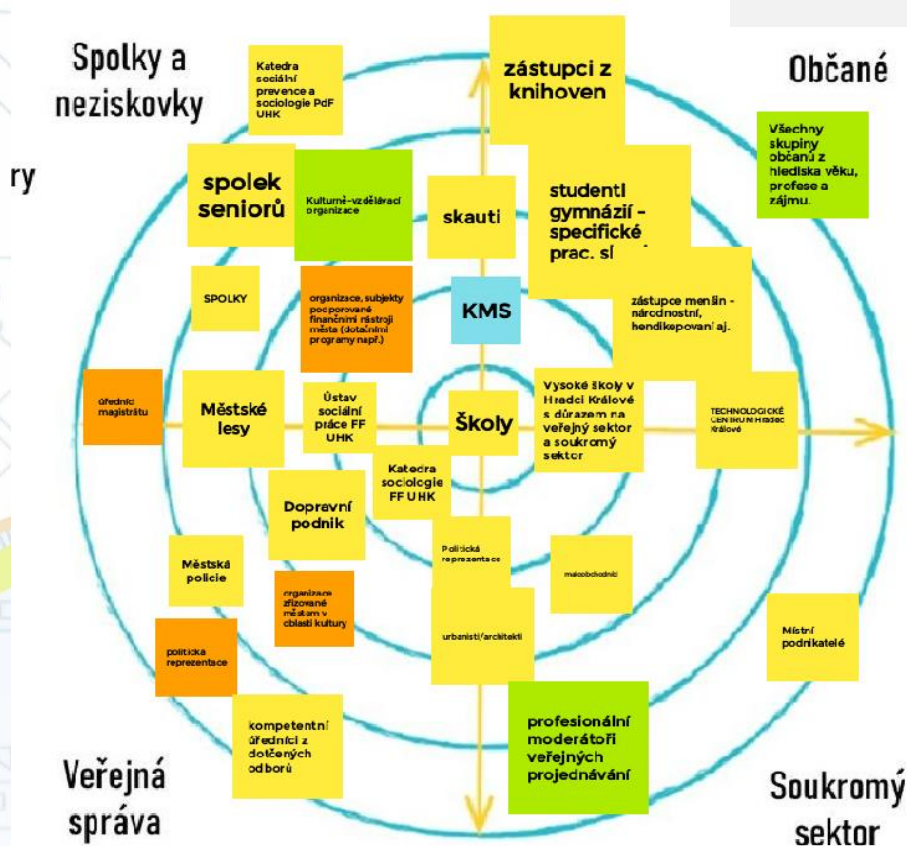 Spolky a
neziskovky
Občané
ry
Katedra
sociální
prevence a
sociologie PdF
UHK
zástupci z
knihoven
Všechny
skupiny
občanů z
hlediska věku,
profese a
zájmu.
spolek
seniorů
Kulturně-vzdělávací
organizace
skauti
studenti
gymnázií -
specifické
prac.
SPOLKY
organizace, subjekty
podporované
finančními nástroji
města (dotačními
programy např.)
KMS
zástupce menšin -
národnostní,
hendikepovaní aj.
úředníci
magistrátu
Městské
lesy
Ústav
sociální
práce FF
UHK
Školy
Vysoké školy v
Hradci Králové
s důrazem na
veřejný sektor
a soukromý
sektor
TECHNOLOGICKÉ
CENTRUM Hradec
Králové
Katedra
sociologie
FF UHK
Dopravní
podnik
Městská
policie
Politická
reprezentace
maloobchodníci
organizace
zřizované
městem v
oblasti kultury
politická
reprezentace
urbanisti/architekti
Místní
podnikatelé
kompetentní
úředníci z
dotčených
odborů
profesionální
moderátoři
veřejných
projednávání
Veřejná
správa
Soukromý
sektor